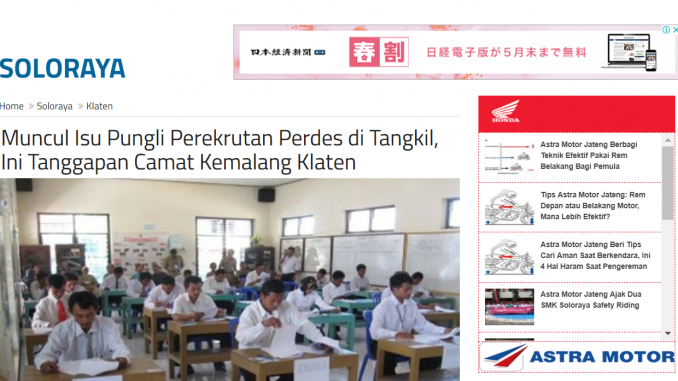 日本経済新聞
春割
日経電子版が5月末まで無料
SOLORAYA
Home » Soloraya » Klaten
Muncul Isu Pungli Perekrutan Perdes di Tangkil,
Ini Tanggapan Camat Kemalang Klaten
HONDA
Astra Motor Jateng Berbagi
Teknik Efektif Pakai Rem
Belakang Bagi Pemula
Tips Astra Motor Jateng: Rem
Depan atau Belakang Motor,
Mana Lebih Efektif?
Astra Motor Jateng Beri Tips
Cari Aman Saat Berkendara, Ini
4 Hal Haram Saat Pengereman
Astra Motor Jateng Ajak Dua
SMK Soloraya Safety Riding
ASTRA MOTOR